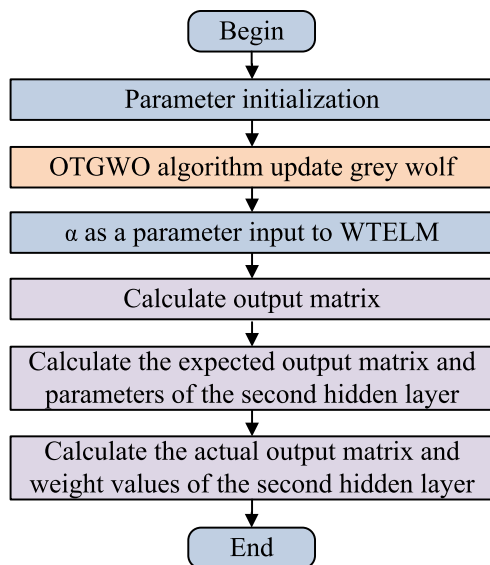 Begin
Parameter initialization
OTGWO algorithm update grey wolf
α as a parameter input to WTELM
Calculate output matrix
Calculate the expected output matrix and
parameters of the second hidden layer
Calculate the actual output matrix and
weight values of the second hidden layer
End